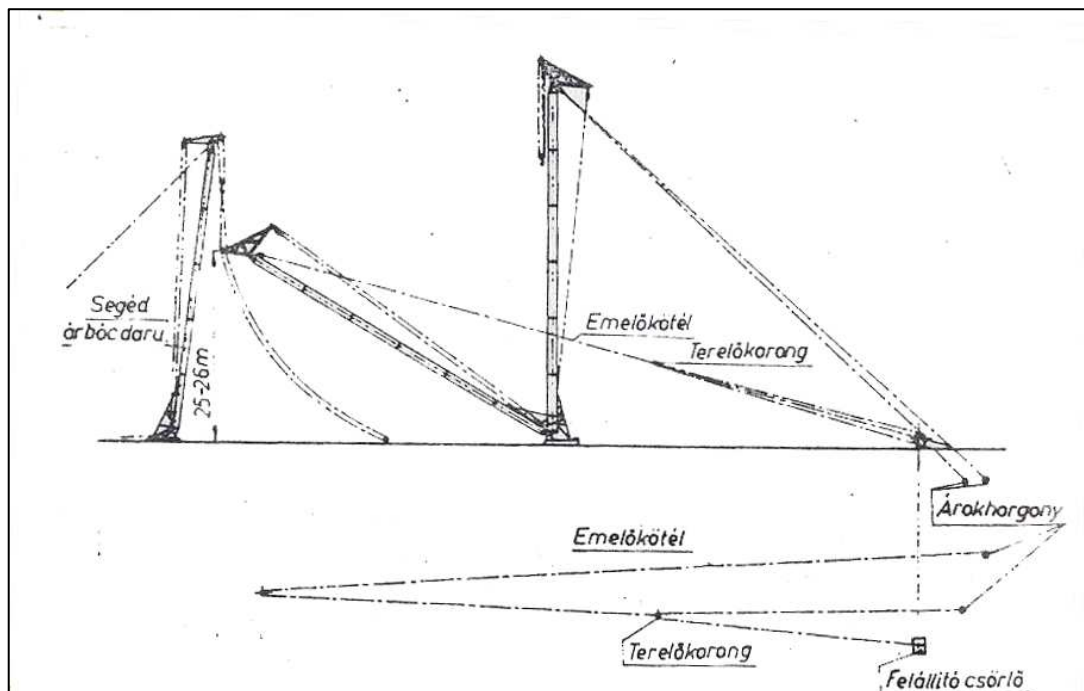 Segéd
árbóc daru
25-26m
Emelőkötél
Terelőkorong
Árokhorgony
Emelőkötél
Terelőkorong
Felállító csörlő